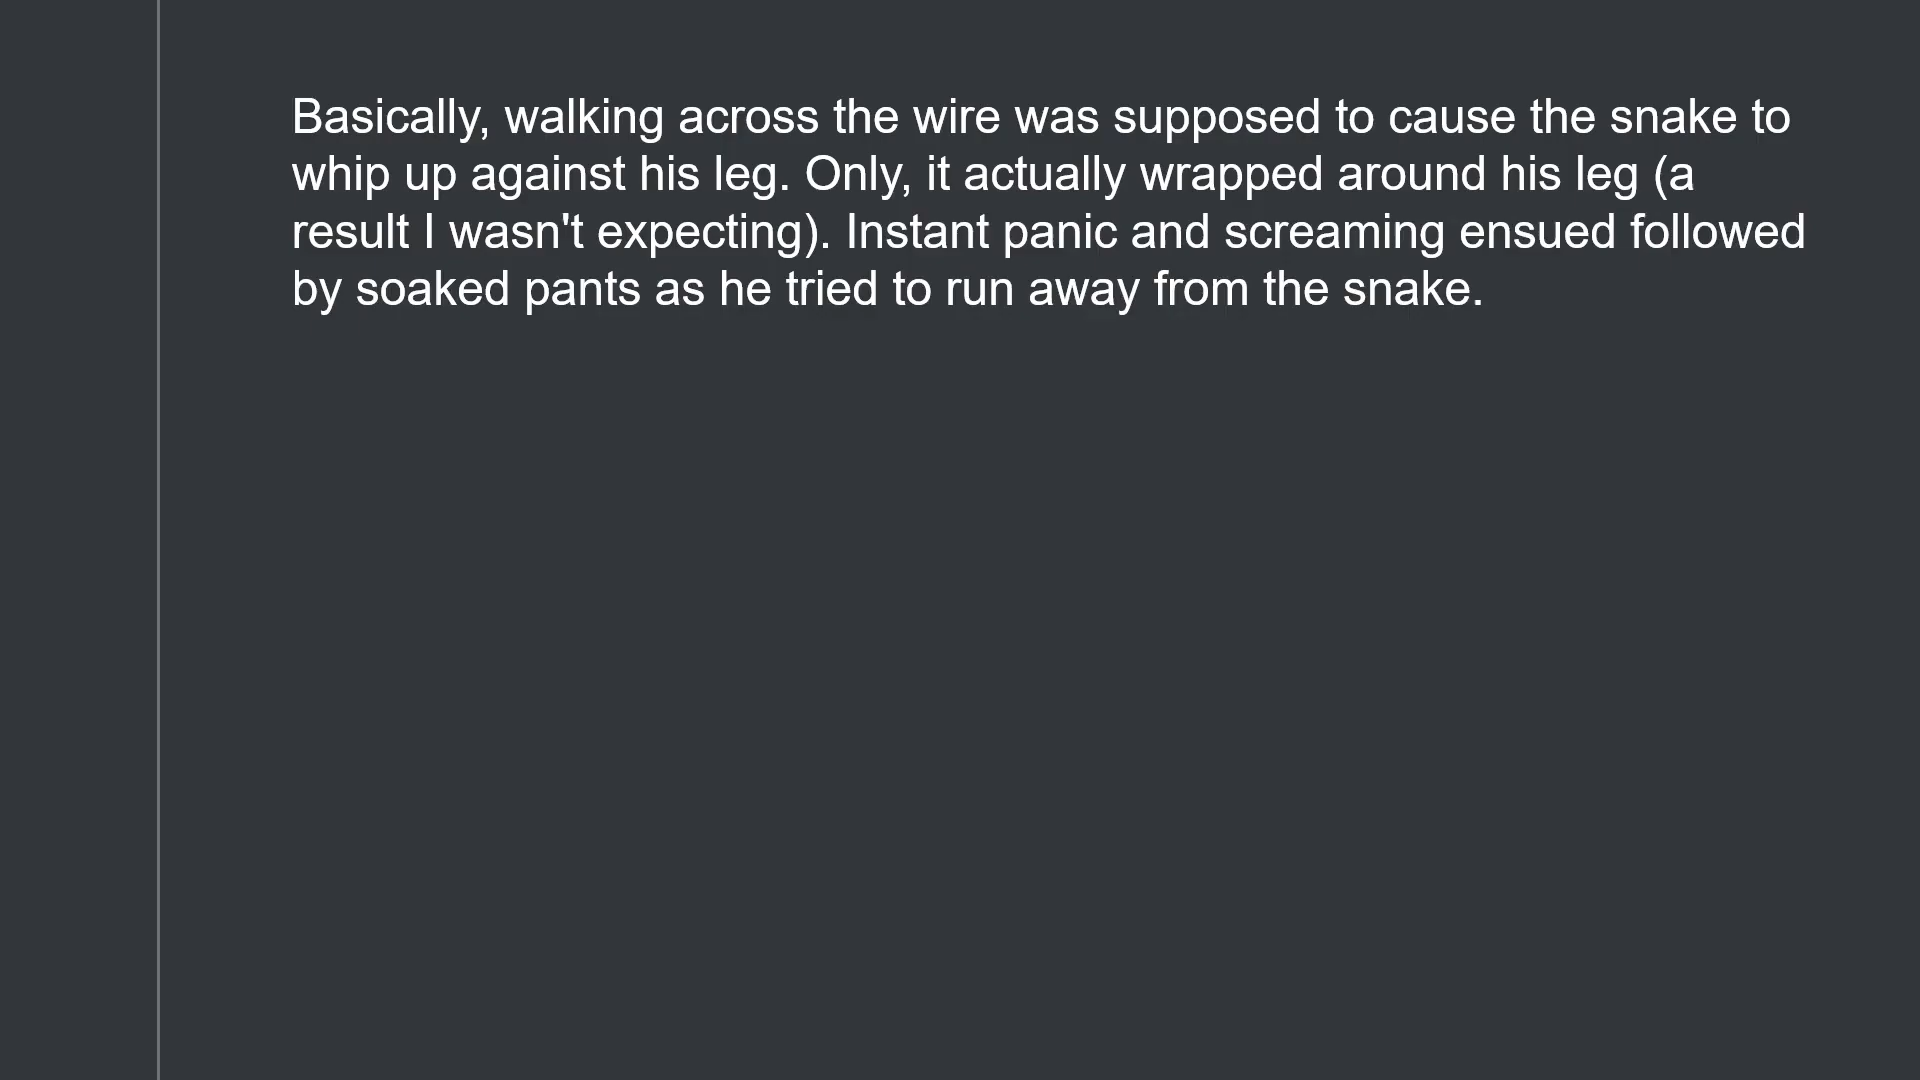 Basically, walking across the wire was supposed to cause the snake to
whip up against his leg. Only, it actually wrapped around his leg (a
result I wasn't expecting). Instant panic and screaming ensued followed
by soaked pants as he tried to run away from the snake.